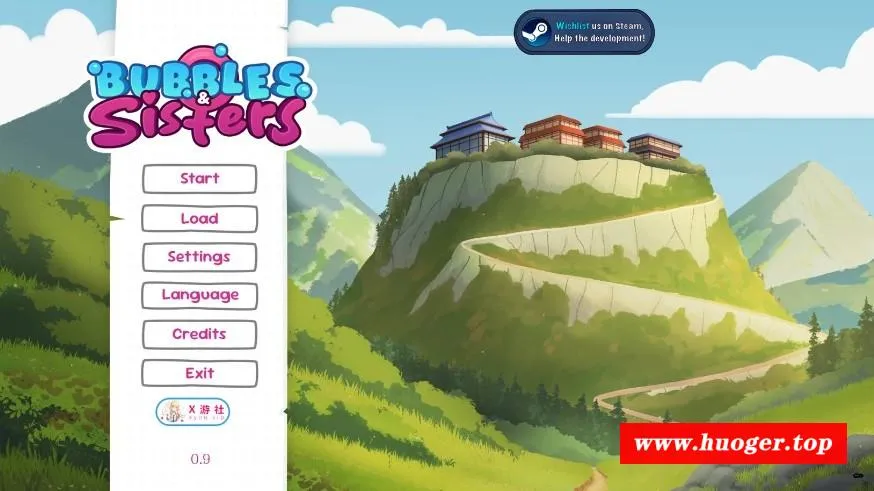 Wishlist us on Steam,
Help the development!
BUBBLES
&
Sisters
Start
Load
Settings
Language
Credits
Exit
X游社
0.9
www.huoger.top